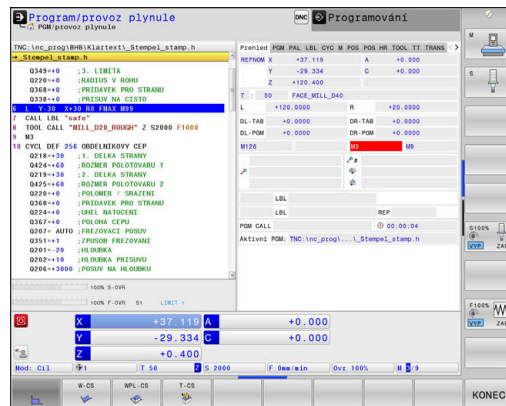 Program/provoz plynule
PGM/provoz plynule
DNC
Programování
TNC:\nc_prog\BHB\Klartext\_Stempel_stamp.h
→_Stempel_stamp.h
Q349=+0 ;3. LIMITA
Q220=+0 ;RADIUS V ROHU
Q368=+0 ;PRIDAVEK PRO STRANU
Q338=+0 ;PRISUV NA CISTO
6 L Y-30 X+30 R0 FMAX M99
7 CALL LBL "safe"
8 TOOL CALL "MILL_D20_ROUGH" Z S2000 F1000
9 M3
10 CYCL DEF 256 OBDELNIKOVY CEP
Q218=+30 ;1. DELKA STRANY
Q424=+60 ;ROZMER POLOTOVARU 1
Q219=+30 ;2. DELKA STRANY
Q425=+60 ;ROZMER POLOTOVARU 2
Q220=+0 ;POLOMER / SRAZENI
Q368=+0 ;PRIDAVEK PRO STRANU
Q224=+0 ;UHEL NATOCENI
Q367=+0 ;POLOHA CEPU
Q207= AUTO ;FREZOVACI POSUV
Q351=+1 ;ZPUSOB FREZOVANI
Q201=-20 ;HLOUBKA
Q202=+10 ;HLOUBKA PRISUVU
Q206=+3000 ;POSUV NA HLOUBKU
100% S-OVR
100% F-OVR S1 LIMIT 1
Přehled PGM PAL LBL CYC M POS POS HR TOOL TT TRANS
REFNOM X -37.119 A +0.000
Y -29.334 C +0.000
Z +120.400
T : 50 FACE_MILL_D40
L +120.0000 R +20.0000
DL-TAB +0.0000 DR-TAB +0.0000
DL-PGM +0.0000 DR-PGM +0.0000
M126 M3 M9
LBL
LBL REP
PGM CALL 00:00:04
Aktivní PGM: TNC:\nc_prog\...\_Stempel_stamp.h
X +37.119 A +0.000
Y -29.334 C +0.000
Z +0.400
Mód: Cíl 1 T 50 Z S 2000 F 0mm/min Ovr 100% M 3/9
W-CS WPL-CS T-CS
KONEC
M
S
S100%
VYP ZA
F100% W
VYP ZA